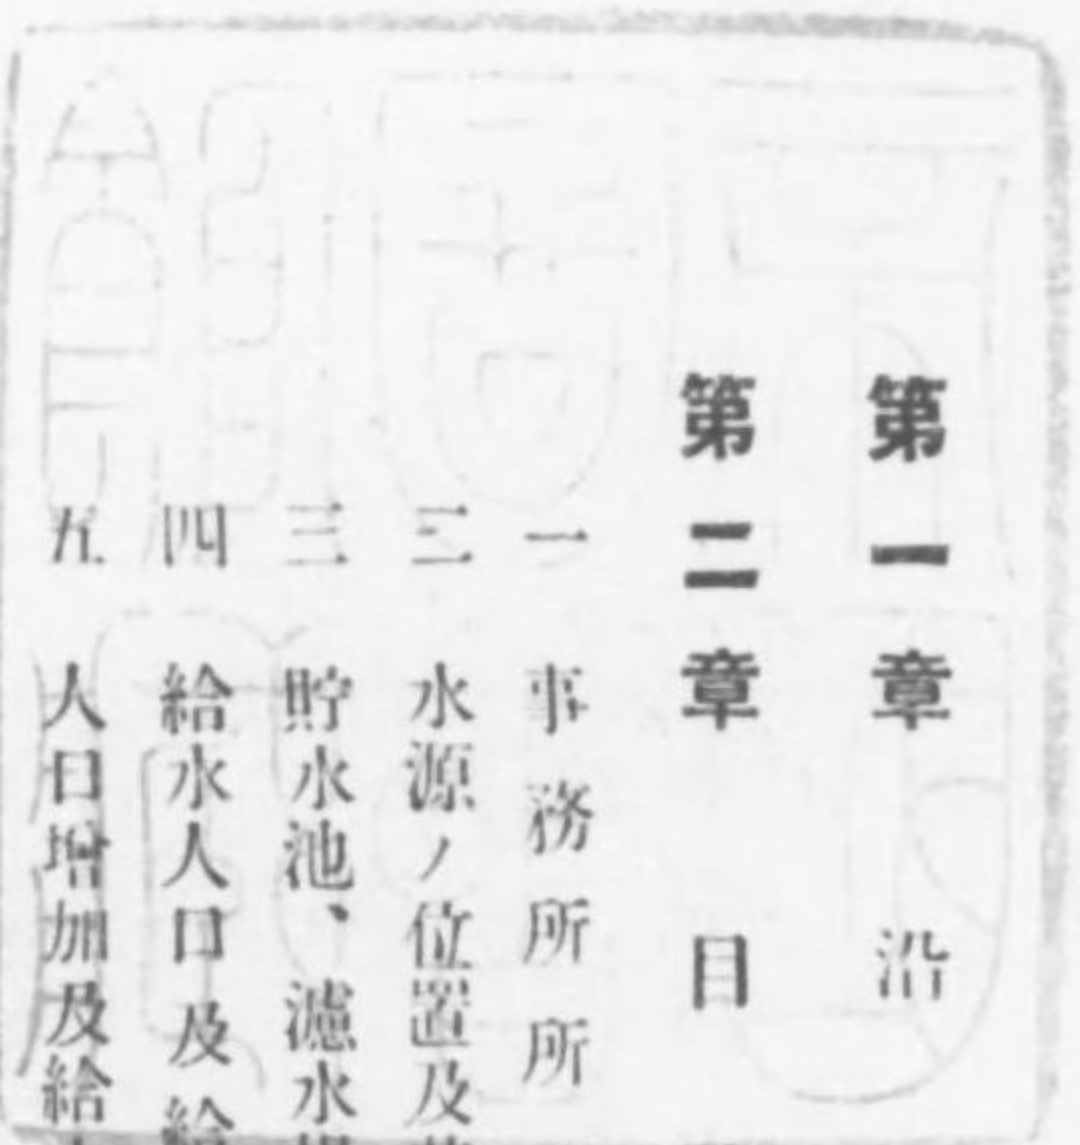 第一章 沿
第二章 目
一 事務所所
二 水源ノ位置及
三 貯水池、濾水
四 給水人口及給
五 人口增加及給